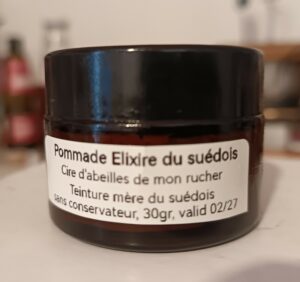 Pommade Elixire du suédois
Cire d'abeilles de mon rucher
Teinture mère du suédois
sans conservateur, 30gr, valid 02/27